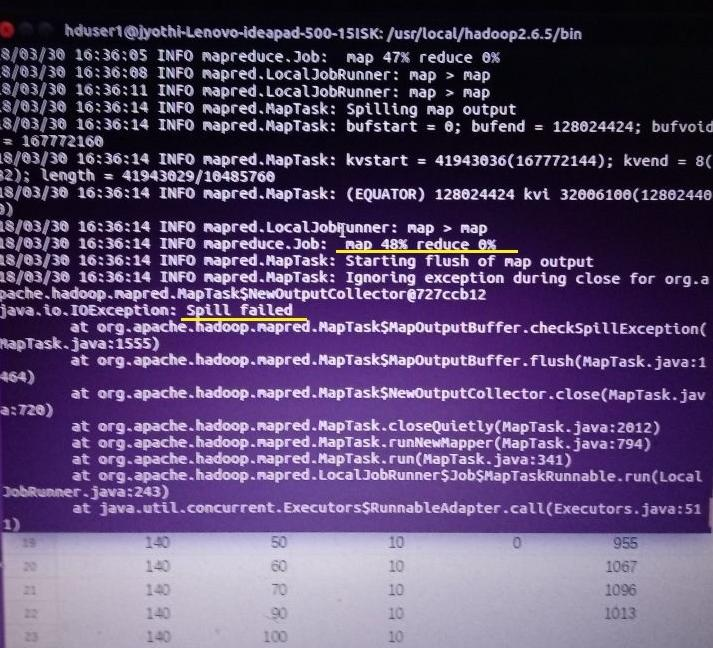 hduser1@jyothi-Lenovo-ideapad-500-15ISK: /usr/local/hadoop2.6.5/bin
8/03/30 16:36:05 INFO mapreduce.Job:  map 47% reduce 0%
8/03/30 16:36:08 INFO mapred.LocalJobRunner: map > map
8/03/30 16:36:11 INFO mapred.LocalJobRunner: map > map
8/03/30 16:36:14 INFO mapred.MapTask: Spilling map output
18/03/30 16:36:14 INFO mapred.MapTask: bufstart = 0; bufend = 128024424; bufvoid
= 167772160
18/03/30 16:36:14 INFO mapred.MapTask: kvstart = 41943036(167772144); kvend = 8(
32); length = 41943029/10485760
18/03/30 16:36:14 INFO mapred.MapTask: (EQUATOR) 128024424 kvi 32006100(12802440
0)
18/03/30 16:36:14 INFO mapred.LocalJobRunner: map > map
18/03/30 16:36:14 INFO mapreduce.Job:  map 48% reduce 0%
18/03/30 16:36:14 INFO mapred.MapTask: Starting flush of map output
18/03/30 16:36:14 INFO mapred.MapTask: Ignoring exception during close for org.a
pache.hadoop.mapred.MapTask$NewOutputCollector@727ccb12
java.io.IOException: Spill failed
at org.apache.hadoop.mapred.MapTask$MapOutputBuffer.checkSpillException(
MapTask.java:1555)
at org.apache.hadoop.mapred.MapTask$MapOutputBuffer.flush(MapTask.java:1
464)
at org.apache.hadoop.mapred.MapTask$NewOutputCollector.close(MapTask.jav
a:720)
at org.apache.hadoop.mapred.MapTask.closeQuietly(MapTask.java:2012)
at org.apache.hadoop.mapred.MapTask.runNewMapper(MapTask.java:794)
at org.apache.hadoop.mapred.MapTask.run(MapTask.java:341)
at org.apache.hadoop.mapred.LocalJobRunner$Job$MapTaskRunnable.run(Local
JobRunner.java:243)
at java.util.concurrent.Executors$RunnableAdapter.call(Executors.java:51
1)
19 140 50 10 0 955
20 140 60 10 1067
21 140 70 10 1096
22 140 90 10 1013
23 140 100 10